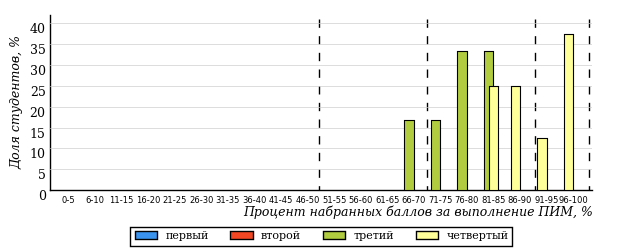 Доля студентов, %
40
35
30
25
20
15
10
5
0
0-5 6-10 11-15 16-20 21-25 26-30 31-35 36-40 41-45 46-50 51-55 56-60 61-65 66-70 71-75 76-80 81-85 86-90 91-95 96-100
Процент набранных баллов за выполнение ПИМ, %
первый второй третий четвертый